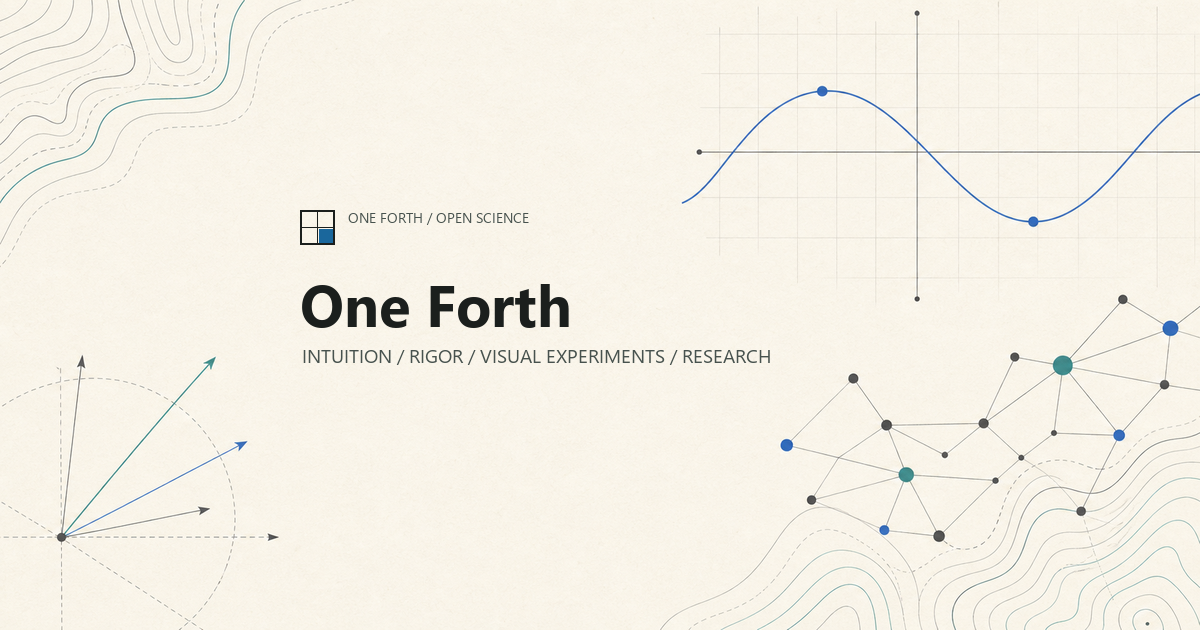 ONE FORTH / OPEN SCIENCE
One Forth
INTUITION / RIGOR / VISUAL EXPERIMENTS / RESEARCH